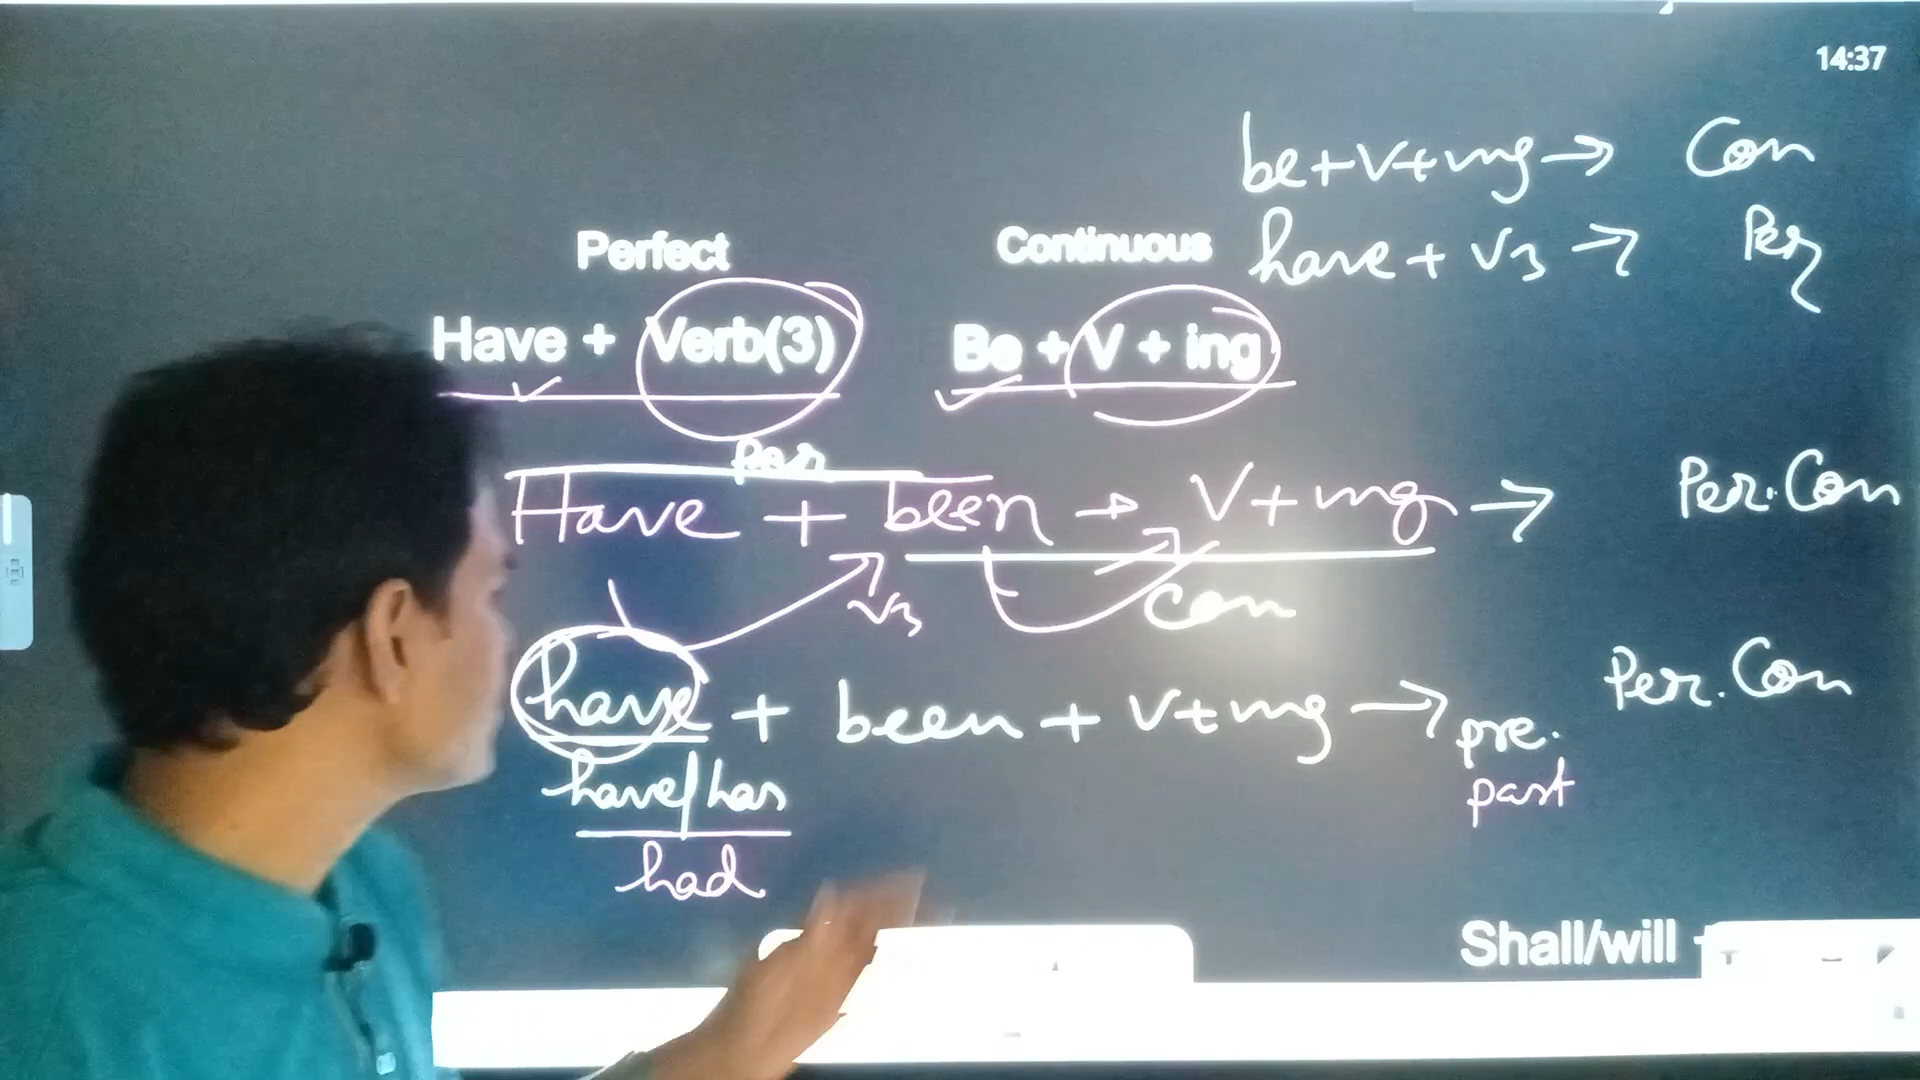 14:37
be+v+ing→ Con
have + v3 → Per
Perfect Continuous
Have + Verb(3) Be + V + ing
Per
Have + been → V+ing → Per. Con
v3 Con
have + been + v+ing → Per. Con
pre.
have/has past
had
Shall/will +